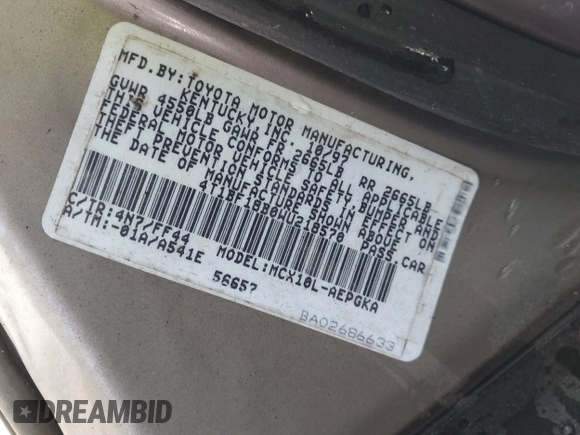 MFD. BY: TOYOTA MOTOR MANUFACTURING,
KENTUCKY, INC. 10/97
GVWR 4550LB GAWR FR 2665LB RR 2665LB
THIS VEHICLE CONFORMS TO ALL APPLICABLE
FEDERAL MOTOR VEHICLE SAFETY, BUMPER, AND
THEFT PREVENTION STANDARDS IN EFFECT ON
THE DATE OF MANUFACTURE SHOWN ABOVE.
4T1BF18B0WU218570 PASS.CAR
C/TR: 4N7/FF44 MODEL: MCX10L-AEPGKA
A/TM: -01A/A541E
56657
BA02686633
DREAMBID